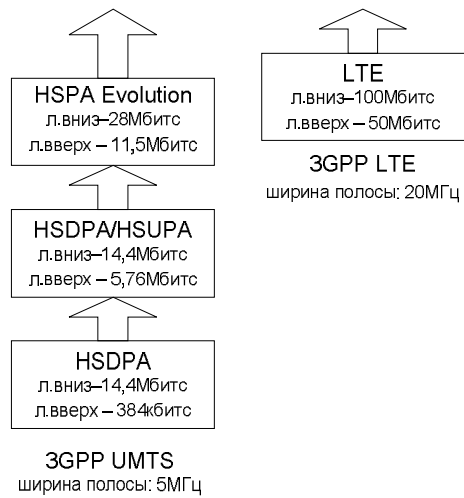 HSPA Evolution
л.вниз–28Мбитс
л.вверх – 11,5Мбитс
HSDPA/HSUPA
л.вниз–14,4Мбитс
л.вверх – 5,76Мбитс
HSDPA
л.вниз–14,4Мбитс
л.вверх – 384кбитс
3GPP UMTS
ширина полосы: 5МГц
LTE
л.вниз–100Мбитс
л.вверх – 50Мбитс
3GPP LTE
ширина полосы: 20МГц